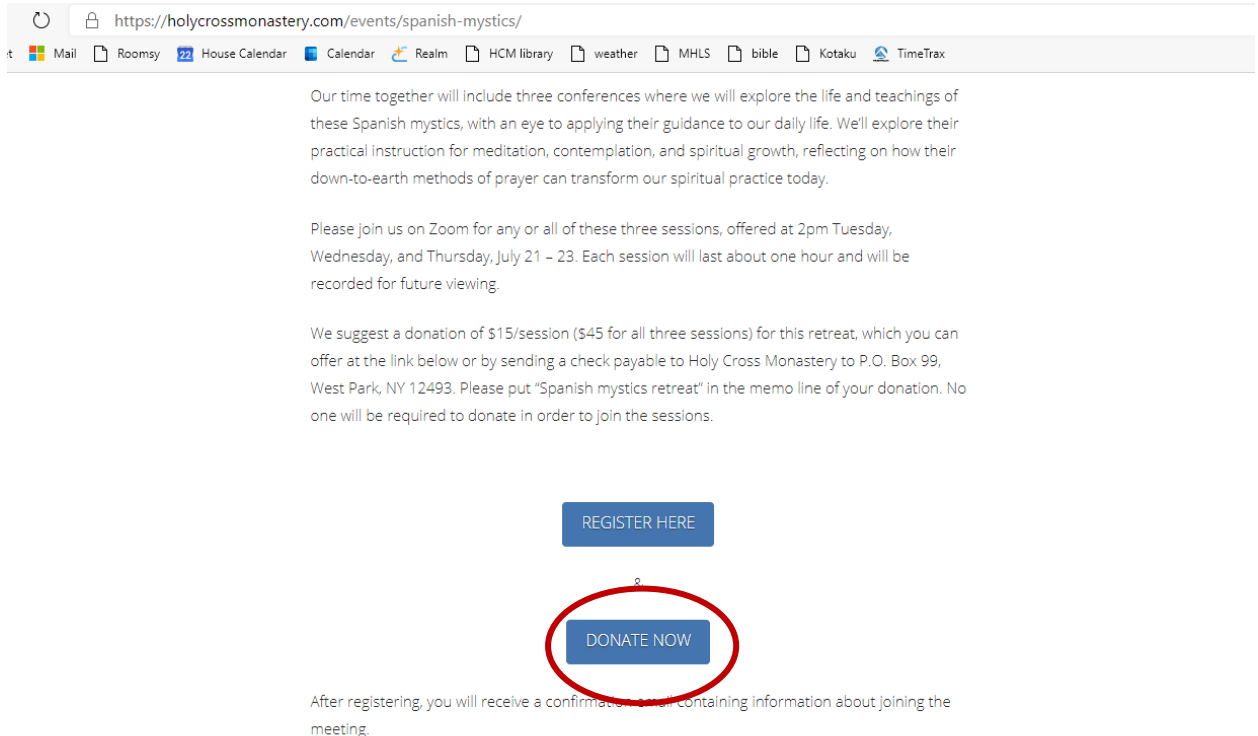 https://holycrossmonastery.com/events/spanish-mystics/
t Mail Roomsy 22 House Calendar Calendar Realm HCM library weather MHLS bible Kotaku TimeTrax
Our time together will include three conferences where we will explore the life and teachings of
these Spanish mystics, with an eye to applying their guidance to our daily life. We'll explore their
practical instruction for meditation, contemplation, and spiritual growth, reflecting on how their
down-to-earth methods of prayer can transform our spiritual practice today.
Please join us on Zoom for any or all of these three sessions, offered at 2pm Tuesday,
Wednesday, and Thursday, July 21 – 23. Each session will last about one hour and will be
recorded for future viewing.
We suggest a donation of $15/session ($45 for all three sessions) for this retreat, which you can
offer at the link below or by sending a check payable to Holy Cross Monastery to P.O. Box 99,
West Park, NY 12493. Please put "Spanish mystics retreat" in the memo line of your donation. No
one will be required to donate in order to join the sessions.
REGISTER HERE
&
DONATE NOW
After registering, you will receive a confirmation email containing information about joining the
meeting.